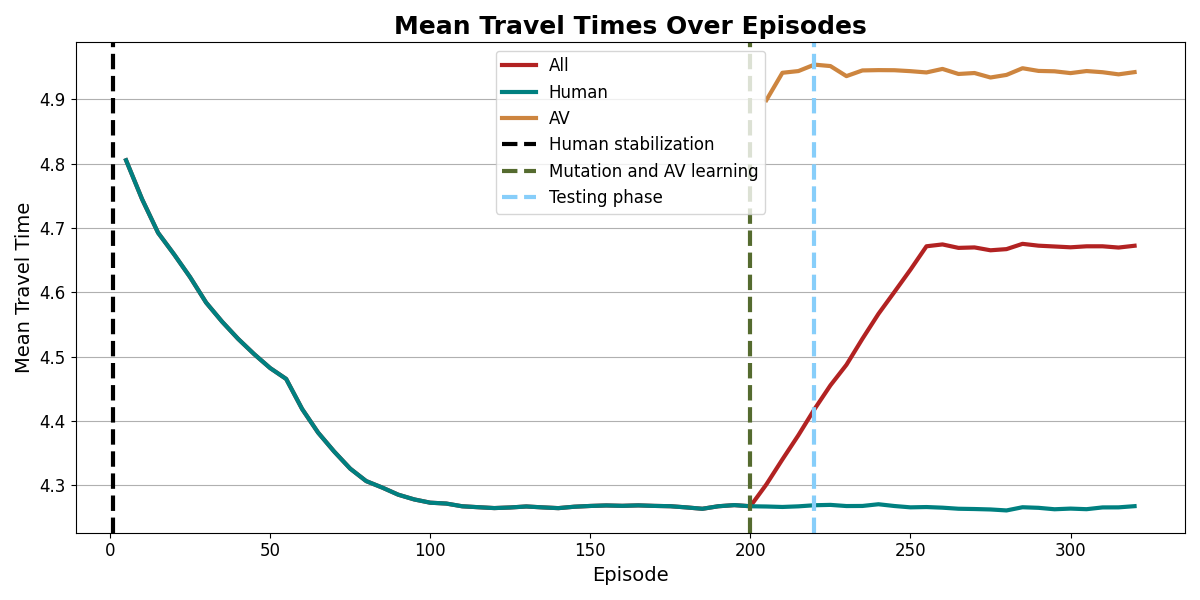 Mean Travel Times Over Episodes
Mean Travel Time
4.9
4.8
4.7
4.6
4.5
4.4
4.3
All
Human
AV
Human stabilization
Mutation and AV learning
Testing phase
0 50 100 150 200 250 300
Episode